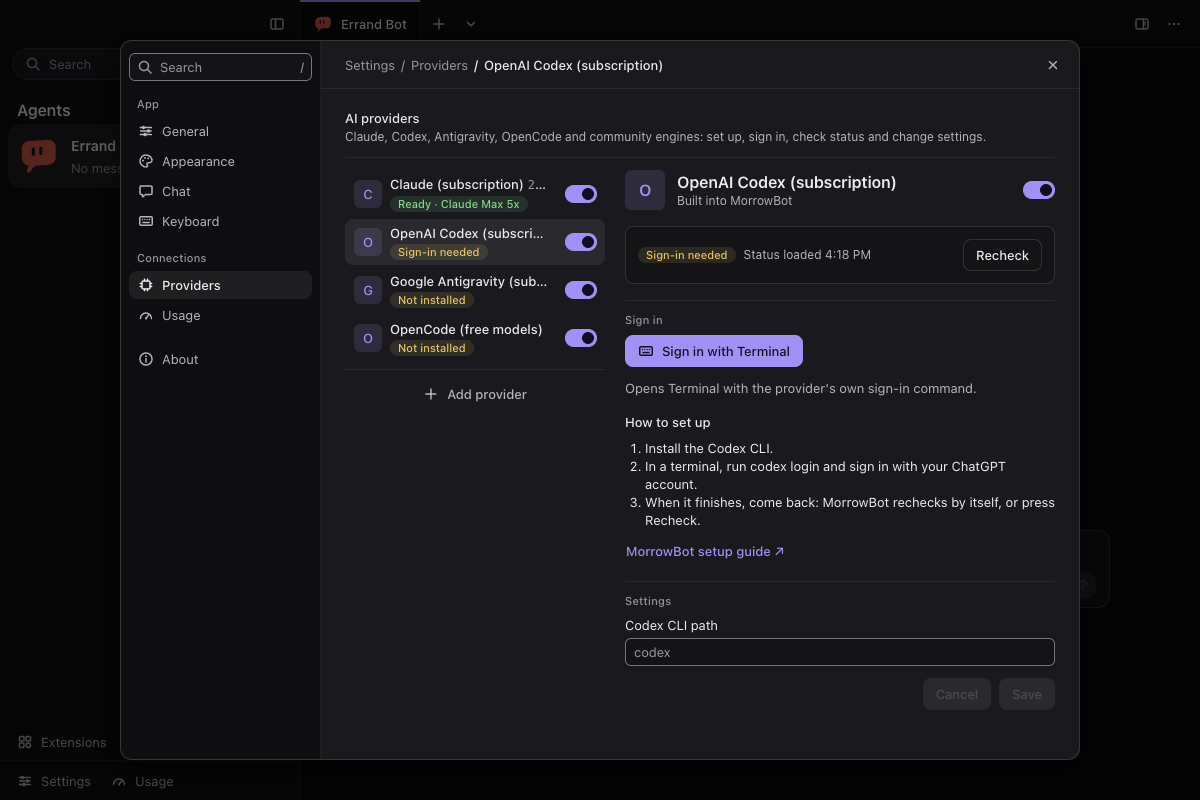 Errand Bot
Search
Agents
Errand
No mess
Extensions
Settings
Usage
Search /
App
General
Appearance
Chat
Keyboard
Connections
Providers
Usage
About
Settings / Providers / OpenAI Codex (subscription)
AI providers
Claude, Codex, Antigravity, OpenCode and community engines: set up, sign in, check status and change settings.
C
Claude (subscription) 2...
Ready · Claude Max 5x
O
OpenAI Codex (subscri...
Sign-in needed
G
Google Antigravity (sub...
Not installed
O
OpenCode (free models)
Not installed
Add provider
O
OpenAI Codex (subscription)
Built into MorrowBot
Sign-in needed Status loaded 4:18 PM Recheck
Sign in
Sign in with Terminal
Opens Terminal with the provider's own sign-in command.
How to set up
1. Install the Codex CLI.
2. In a terminal, run codex login and sign in with your ChatGPT
account.
3. When it finishes, come back: MorrowBot rechecks by itself, or press
Recheck.
MorrowBot setup guide ↗
Settings
Codex CLI path
codex
Cancel Save